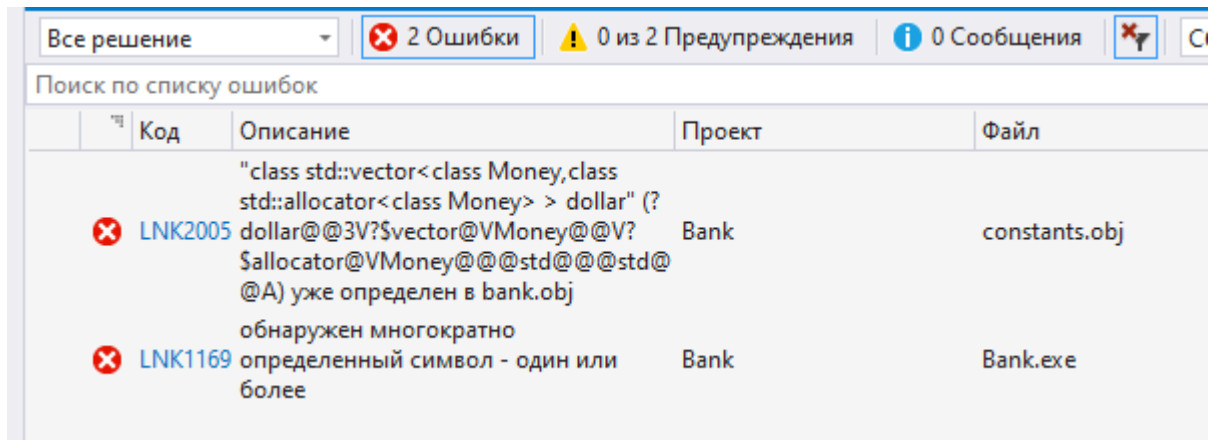 Все решение 2 Ошибки 0 из 2 Предупреждения 0 Сообщения
Поиск по списку ошибок
Код Описание Проект Файл
"class std::vector<class Money,class
std::allocator<class Money> > dollar" (?
LNK2005 dollar@@3V?$vector@VMoney@@V? Bank constants.obj
$allocator@VMoney@@@std@@@std@
@A) уже определен в bank.obj
обнаружен многократно
LNK1169 определенный символ - один или Bank Bank.exe
более